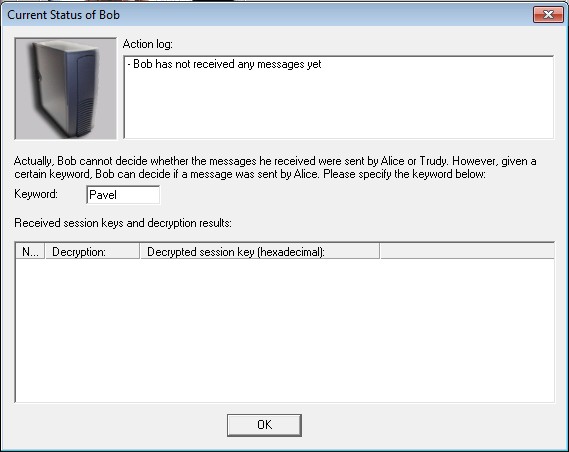 Current Status of Bob
Action log:
- Bob has not received any messages yet
Actually, Bob cannot decide whether the messages he received were sent by Alice or Trudy. However, given a
certain keyword, Bob can decide if a message was sent by Alice. Please specify the keyword below:
Keyword: Pavel
Received session keys and decryption results:
N... Decryption: Decrypted session key (hexadecimal):
OK